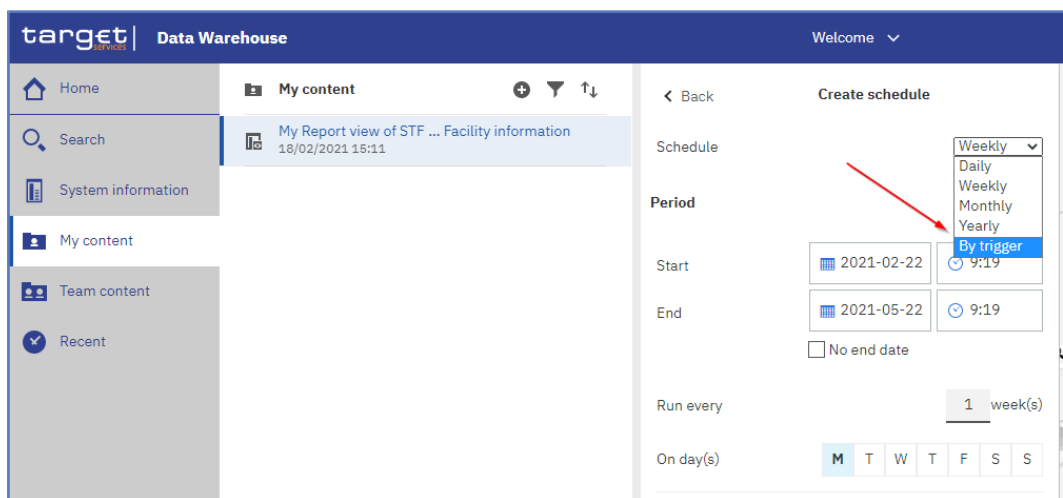 target services Data Warehouse
Welcome
Home
Search
System information
My content
Team content
Recent
My content
My Report view of STF ... Facility information
18/02/2021 15:11
Back
Create schedule
Schedule
Weekly
Daily
Weekly
Monthly
Yearly
By trigger
Period
Start
2021-02-22
9:19
End
2021-05-22
9:19
No end date
Run every
1 week(s)
On day(s)
M T W T F S S